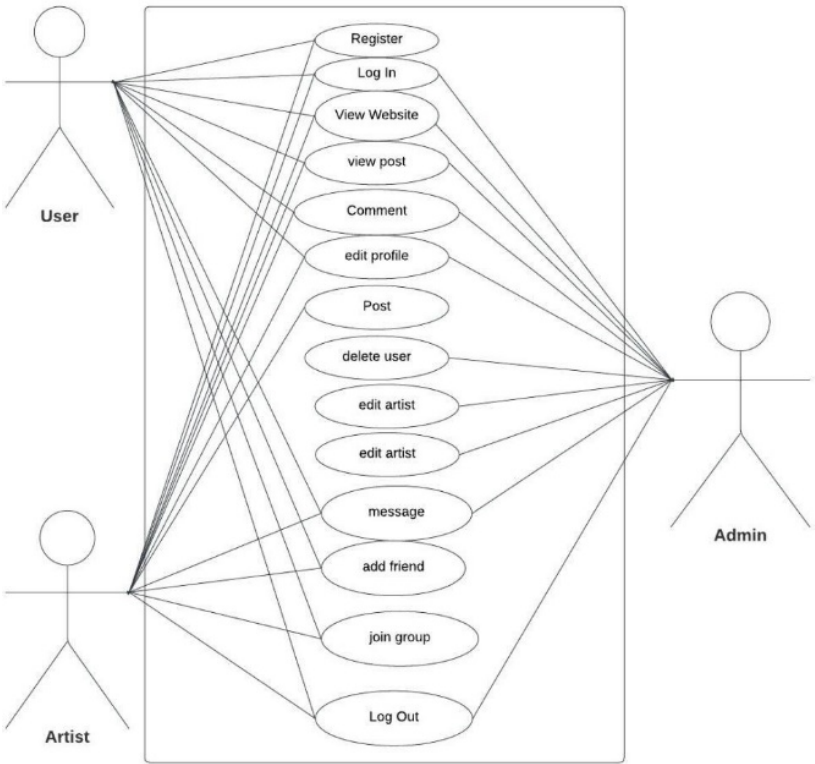 Register
Log In
View Website
view post
Comment
edit profile
Post
delete user
edit artist
edit artist
message
add friend
join group
Log Out
User
Artist
Admin